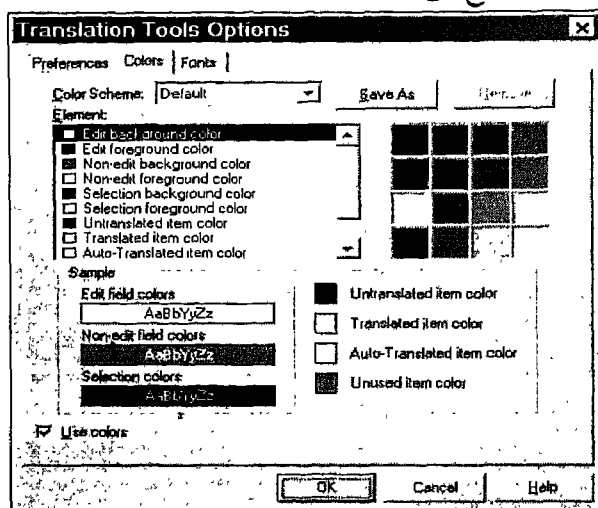 Translation Tools Options
Preferences Colors Fonts
Color Scheme: Default Save As Remove
Element:
Edit background color
Edit foreground color
Non-edit background color
Non-edit foreground color
Selection background color
Selection foreground color
Untranslated item color
Translated item color
Auto-Translated item color
Sample
Edit field colors
AaBbYyZz
Non-edit field colors
AaBbYyZz
Selection colors
AaBbYyZz
Untranslated item color
Translated item color
Auto-Translated item color
Unused item color
Use colors
OK Cancel Help